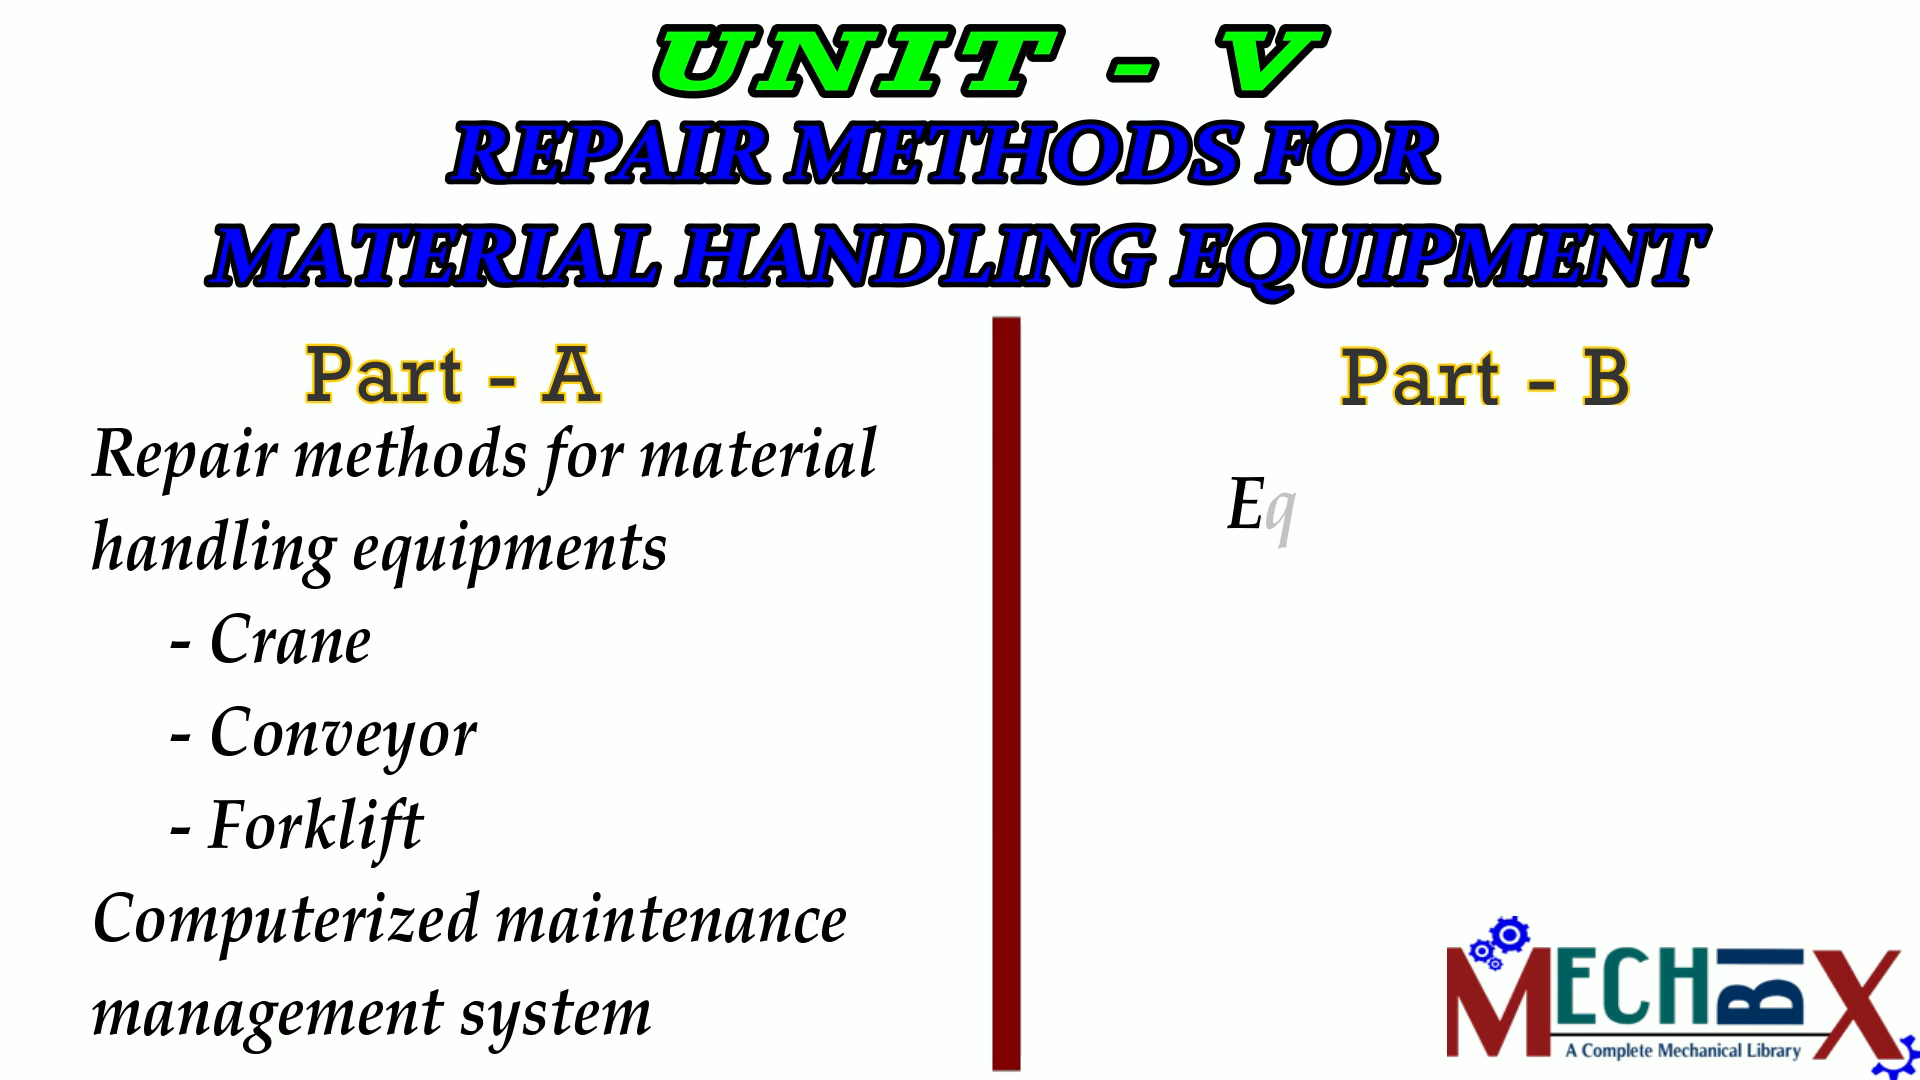 UNIT - V
REPAIR METHODS FOR
MATERIAL HANDLING EQUIPMENT
Part - A
Repair methods for material
handling equipments
- Crane
- Conveyor
- Forklift
Computerized maintenance
management system
Part - B
Eq
MECHBIX
A Complete Mechanical Library